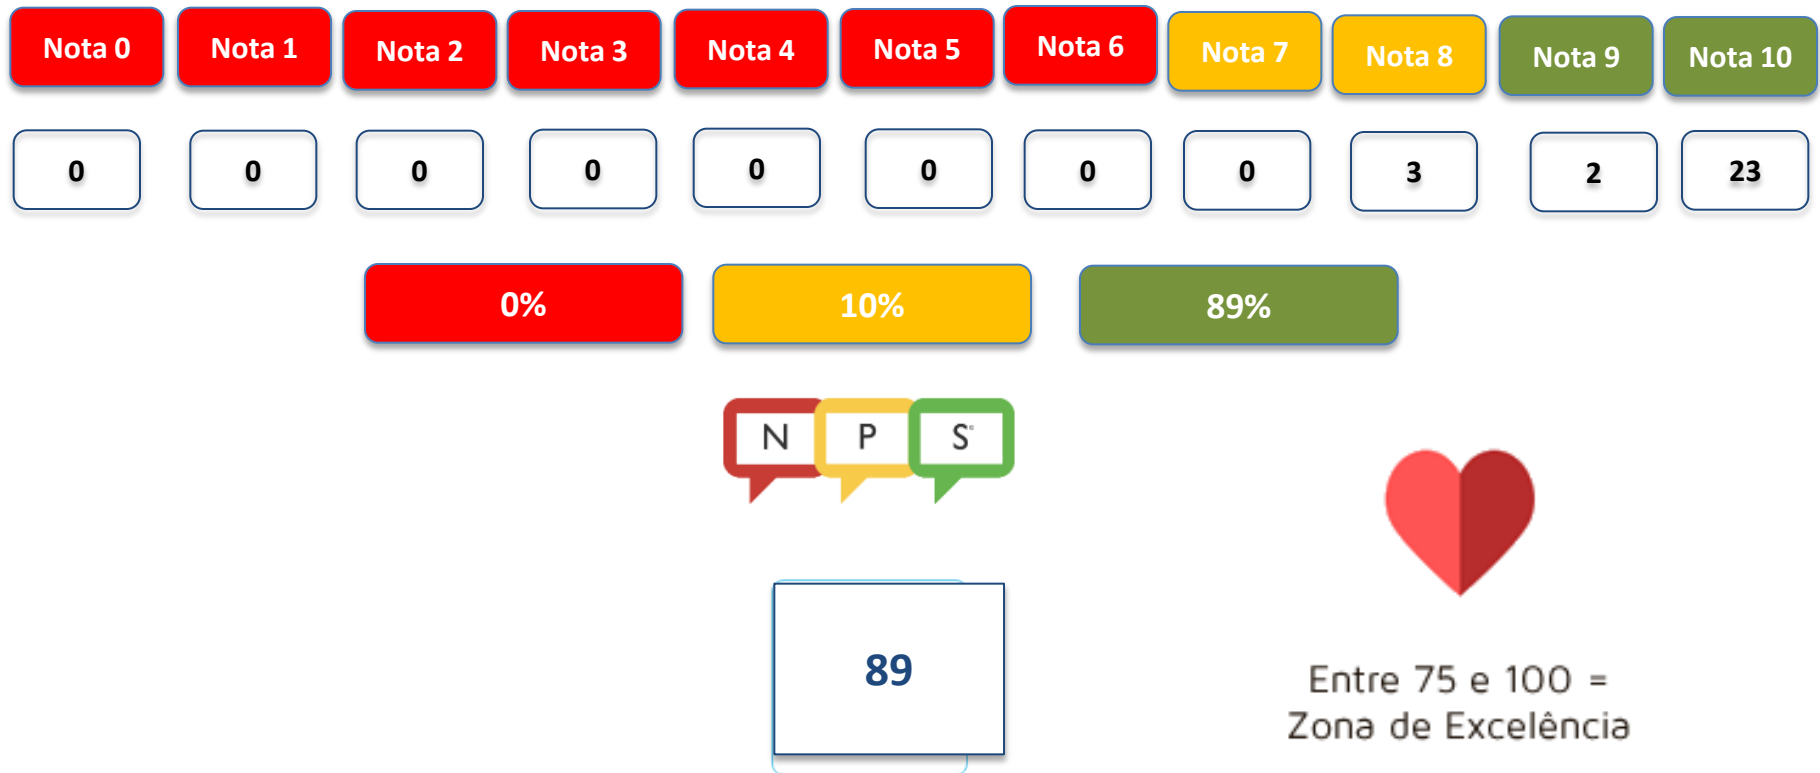 Nota 0 Nota 1 Nota 2 Nota 3 Nota 4 Nota 5 Nota 6 Nota 7 Nota 8 Nota 9 Nota 10
0 0 0 0 0 0 0 0 3 2 23
0% 10% 89%
N P S
89
Entre 75 e 100 =
Zona de Excelência